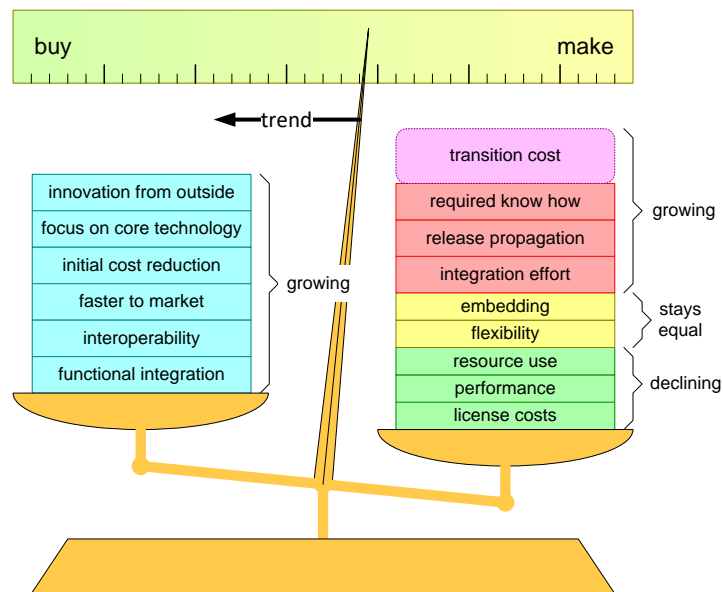 buy
make
trend
innovation from outside
focus on core technology
initial cost reduction
faster to market
interoperability
functional integration
growing
transition cost
required know how
release propagation
integration effort
embedding
flexibility
resource use
performance
license costs
growing
stays
equal
declining